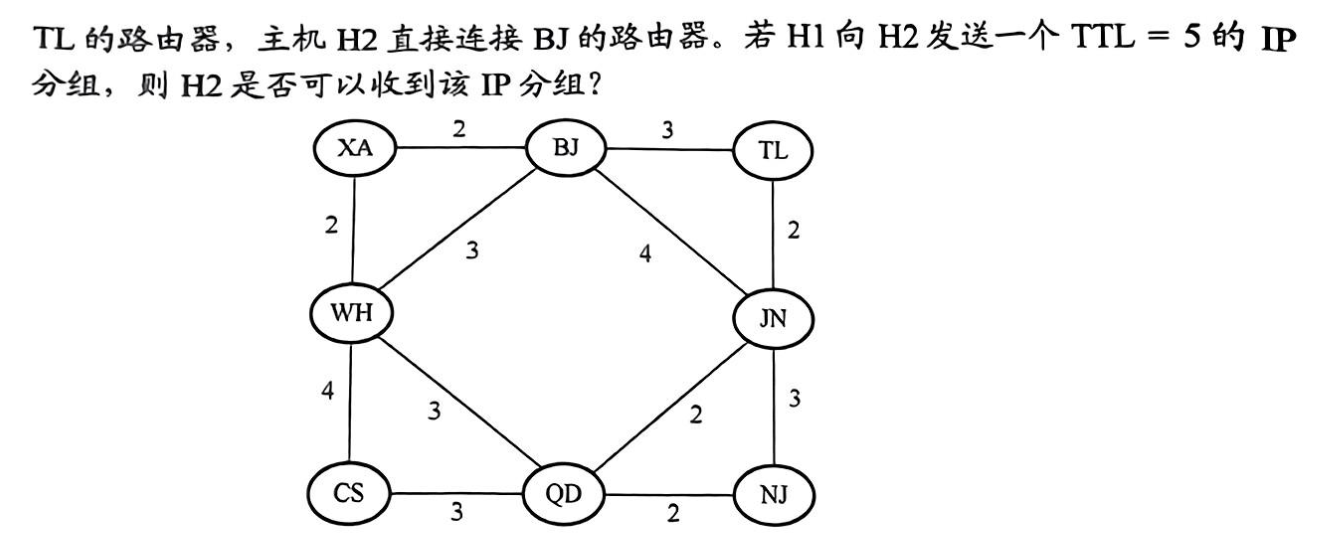 TL 的路由器，主机 H2 直接连接 BJ 的路由器。若 H1 向 H2 发送一个 TTL = 5 的 IP
分组，则 H2 是否可以收到该 IP 分组？
2
3
XA
BJ
TL
2
3
4
2
WH
JN
4
3
2
3
CS
QD
NJ
3
2